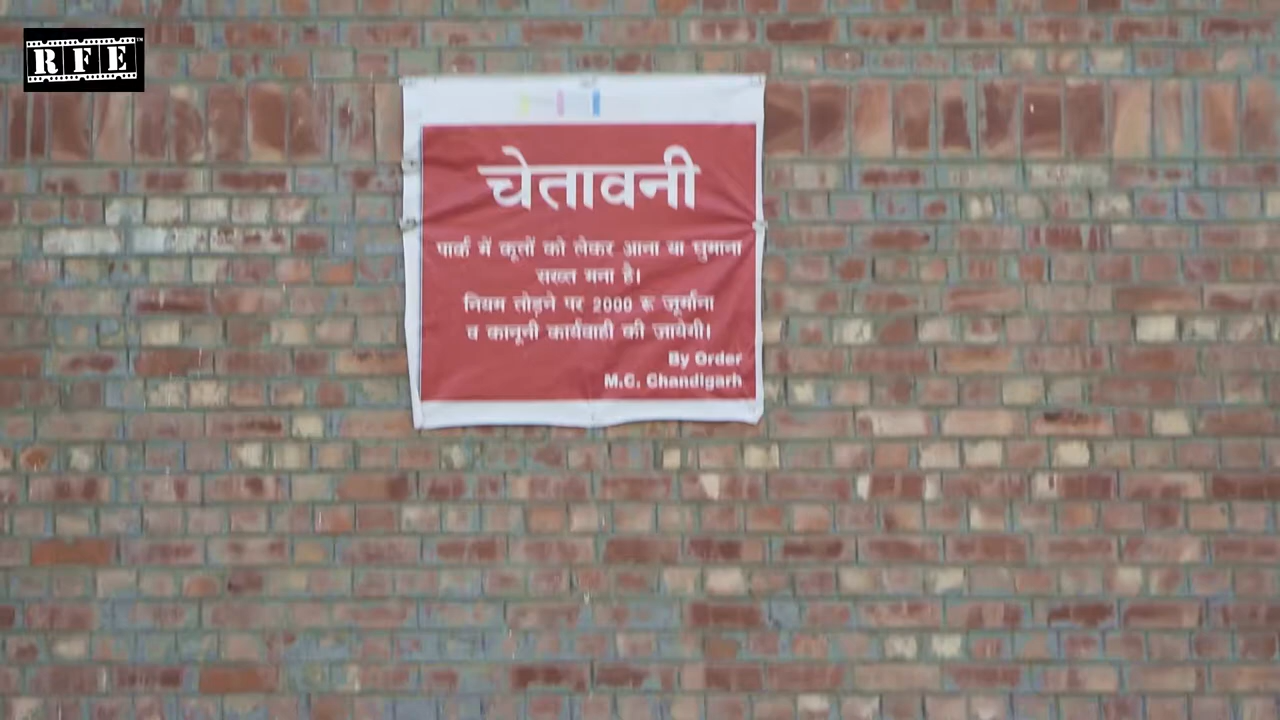 RFE
चेतावनी
पार्क में कूत्तों को लेकर आना या घुमाना
सख्त मना है।
नियम तोड़ने पर 2000 रू जूर्माना
व कानूनी कार्यवाही की जायेगी।
By Order
M.C. Chandigarh